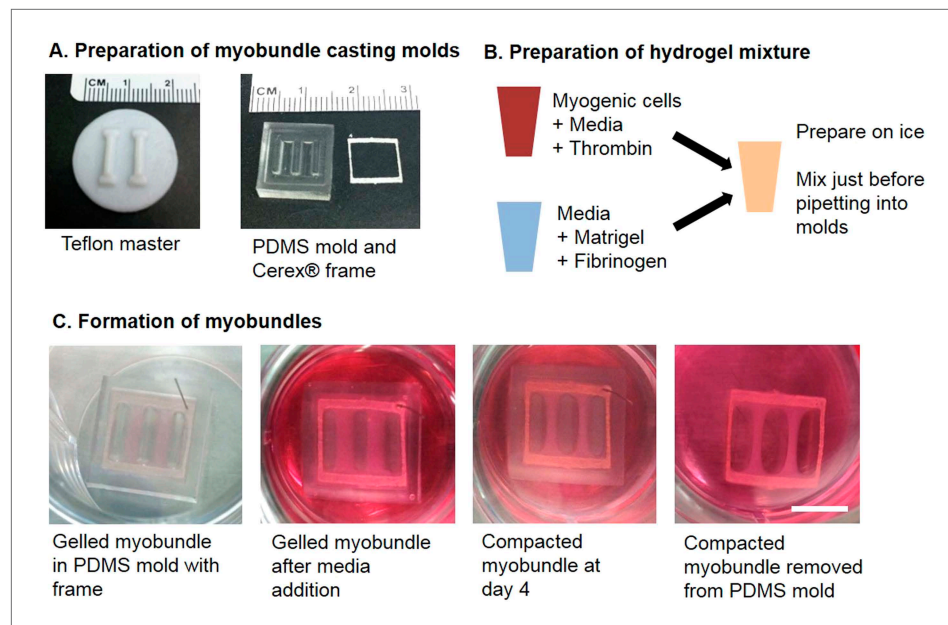 A. Preparation of myobundle casting molds
CM 1 2
Teflon master
CM 1 2 3
PDMS mold and
Cerex® frame
B. Preparation of hydrogel mixture
Myogenic cells
+ Media
+ Thrombin
Media
+ Matrigel
+ Fibrinogen
Prepare on ice
Mix just before
pipetting into
molds
C. Formation of myobundles
Gelled myobundle
in PDMS mold with
frame
Gelled myobundle
after media
addition
Compacted
myobundle at
day 4
Compacted
myobundle removed
from PDMS mold